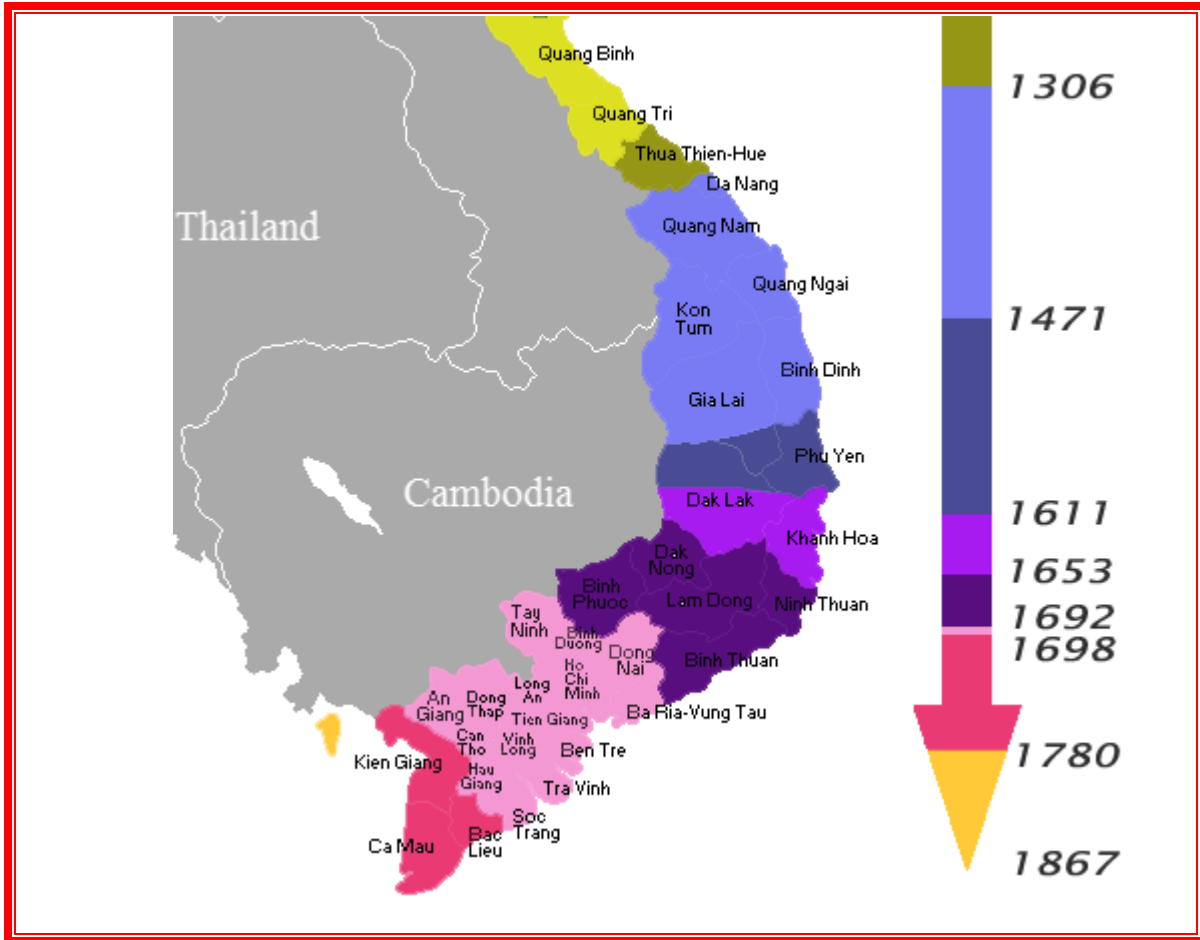 Quang Binh
Quang Tri
Thua Thien-Hue
Da Nang
Quang Nam
Quang Ngai
Kon
Tum
Binh Dinh
Gia Lai
Phu Yen
Dak Lak
Khanh Hoa
Dak
Nong
Binh
Phuoc
Lam Dong
Ninh Thuan
Tay
Ninh
Binh
Duong
Dong
Nai
Binh Thuan
Ho
Chi
Minh
Long
An
An
Giang
Dong
Thap
Tien Giang
Ba Ria-Vung Tau
Can
Tho
Vinh
Long
Ben Tre
Kien Giang
Hau
Giang
Tra Vinh
Soc
Trang
Bac
Lieu
Ca Mau
Thailand
Cambodia
1306
1471
1611
1653
1692
1698
1780
1867